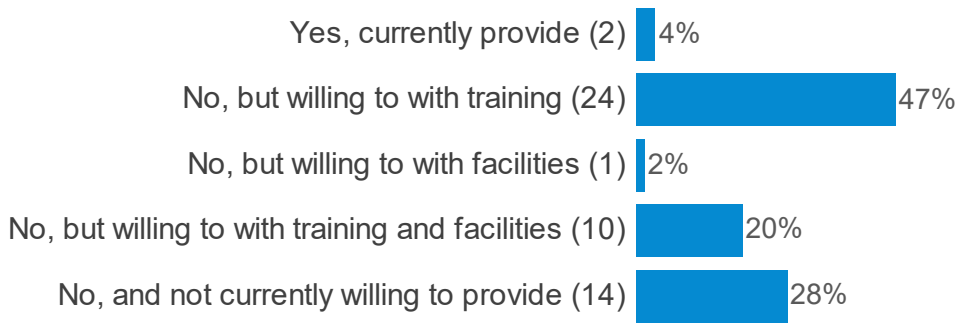 Yes, currently provide (2) 4%
No, but willing to with training (24) 47%
No, but willing to with facilities (1) 2%
No, but willing to with training and facilities (10) 20%
No, and not currently willing to provide (14) 28%